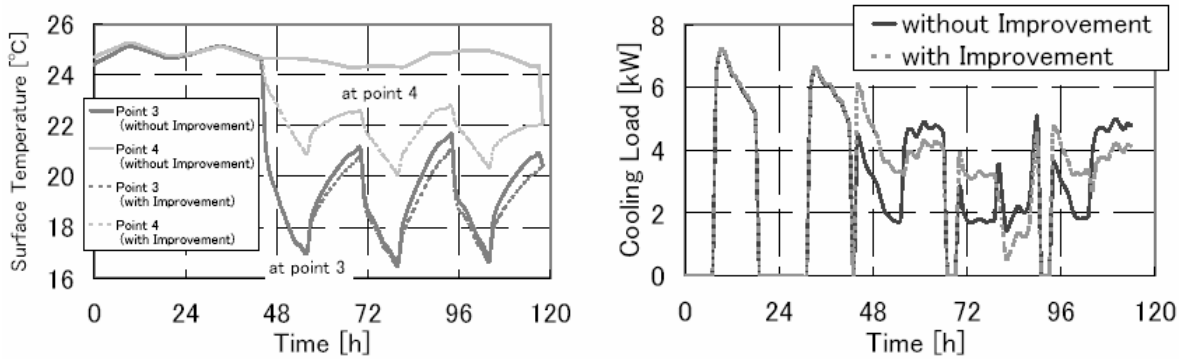 Surface Temperature [°C]
26
24
22
20
18
16
Point 3
(without Improvement)
Point 4
(without Improvement)
Point 3
(with Improvement)
Point 4
(with Improvement)
at point 4
at point 3
0 24 48 72 96 120
Time [h]
without Improvement
with Improvement
Cooling Load [kW]
8
6
4
2
0
0 24 48 72 96 120
Time [h]